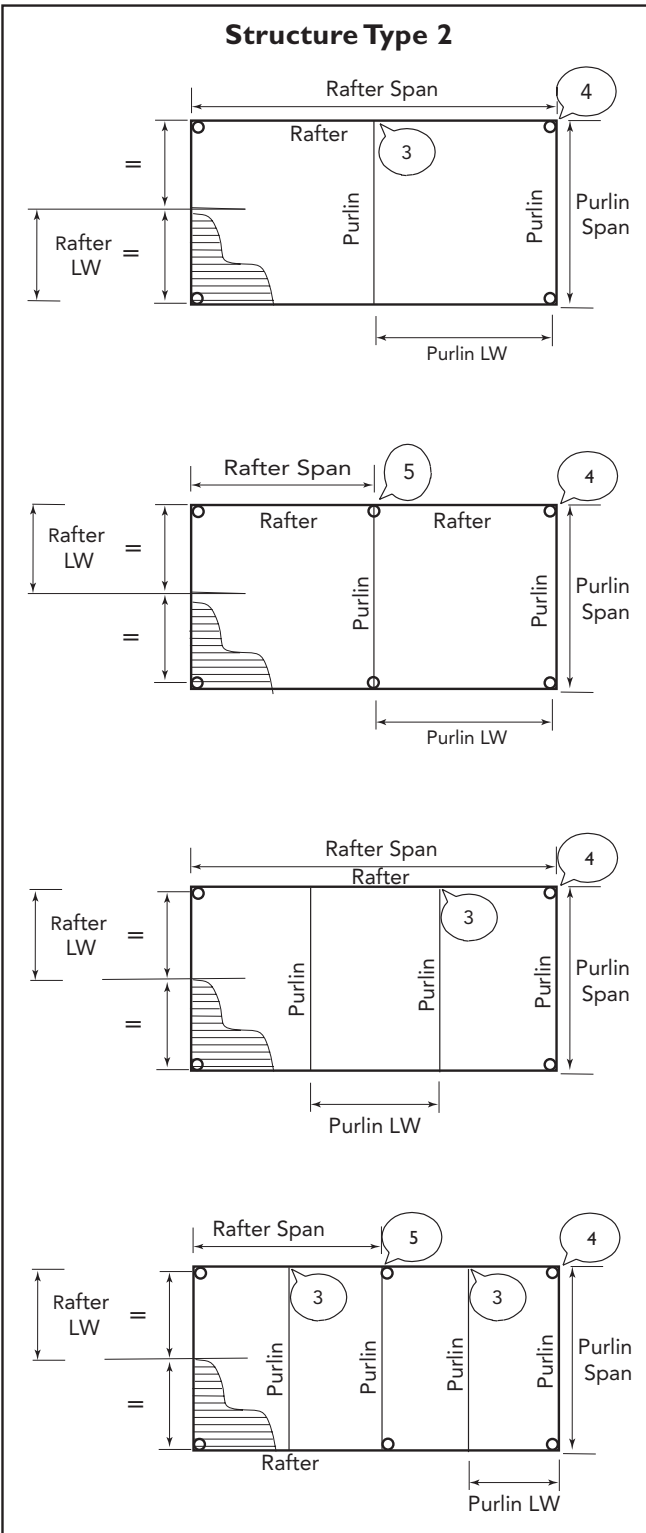 Structure Type 2
Rafter Span
4
Rafter
3
=
Purlin
Purlin
Purlin
Span
Rafter
LW
=
Purlin LW
Rafter Span
5
4
Rafter
LW
=
Rafter
Rafter
Purlin
Purlin
Purlin
Span
=
Purlin LW
Rafter Span
4
Rafter
Rafter
LW
=
3
Purlin
Purlin
Purlin
Purlin
Span
=
Purlin LW
Rafter Span
5
4
Rafter
LW
=
3
3
Purlin
Purlin
Purlin
Purlin
Purlin
Span
=
Rafter
Purlin LW